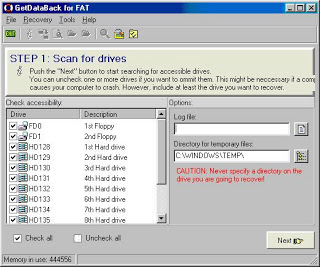 GetDataBack for FAT
File Recovery Tools Help
STEP 1: Scan for drives
Push the "Next" button to start searching for accessible drives.
You can uncheck one or more drives if you want to ommit them. This might be neccessify if a com
causes your computer to crash. However, include at least the drive you want to recover.
Check accessibility:
Options:
Drive Description
FD0 1st Floppy
FD1 2nd Floppy
HD128 1st Hard drive
HD129 2nd Hard drive
HD130 3rd Hard drive
HD131 4th Hard drive
HD132 5th Hard drive
HD133 6th Hard drive
HD134 7th Hard drive
HD135 8th Hard drive
Log file:
Directory for temporary files:
C:\WINDOWS\TEMP\
CAUTION: Never specify a directory on the
drive you are going to recover!
Check all Uncheck all
Next
Memory in use: 444556